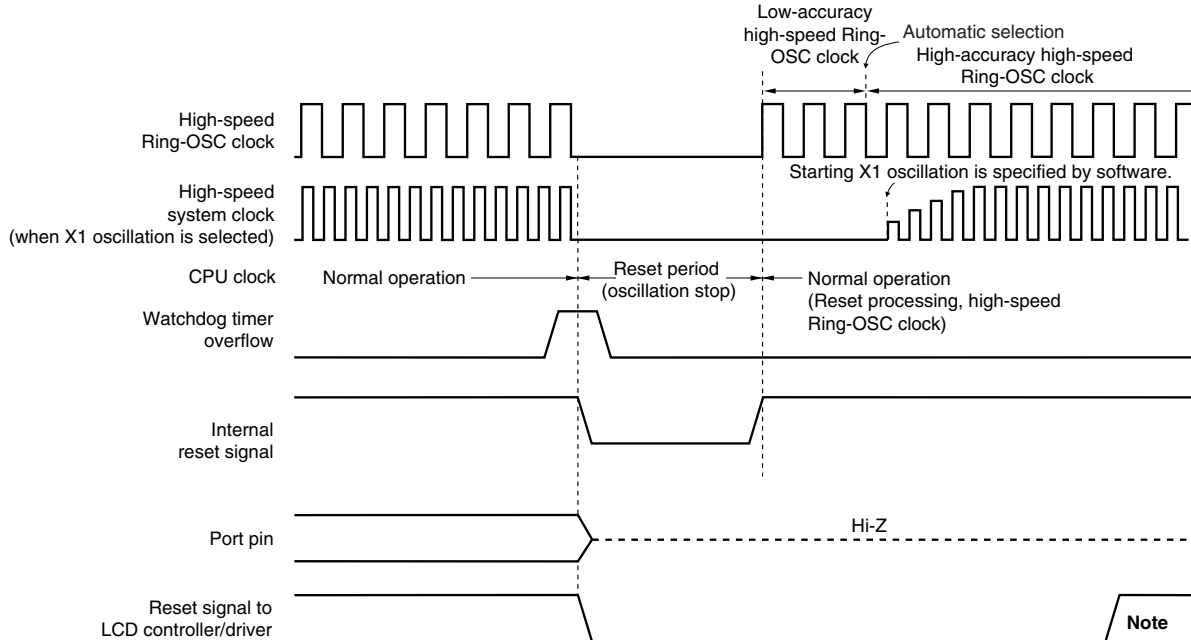 Low-accuracy
high-speed Ring-
OSC clock
Automatic selection
High-accuracy high-speed
Ring-OSC clock
High-speed
Ring-OSC clock
Starting X1 oscillation is specified by software.
High-speed
system clock
(when X1 oscillation is selected)
CPU clock
Normal operation
Reset period
(oscillation stop)
Normal operation
(Reset processing, high-speed
Ring-OSC clock)
Watchdog timer
overflow
Internal
reset signal
Port pin
Hi-Z
Reset signal to
LCD controller/driver
Note